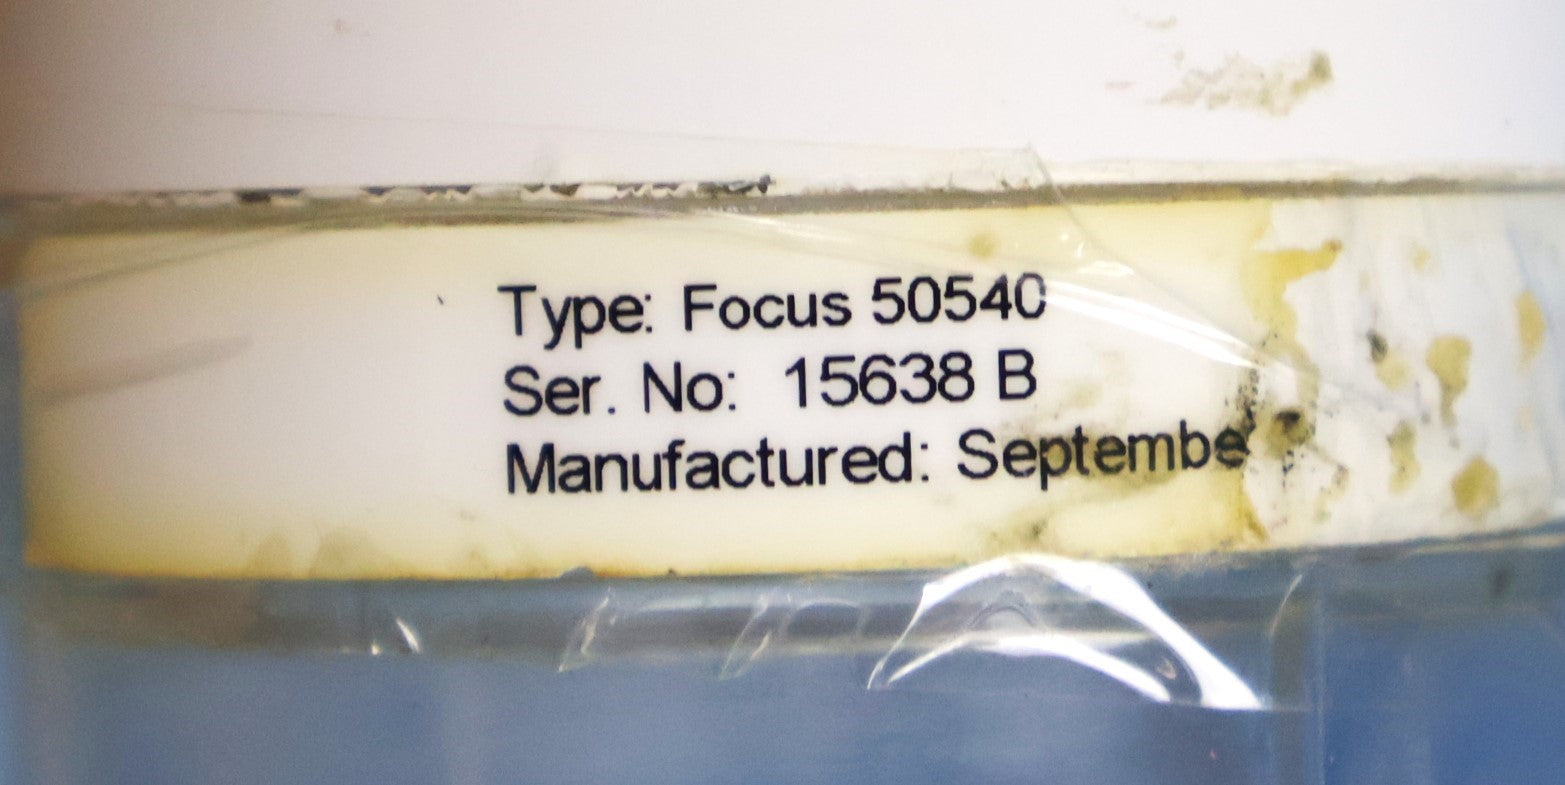 Type: Focus 50540
Ser. No: 15638 B
Manufactured: Septembe